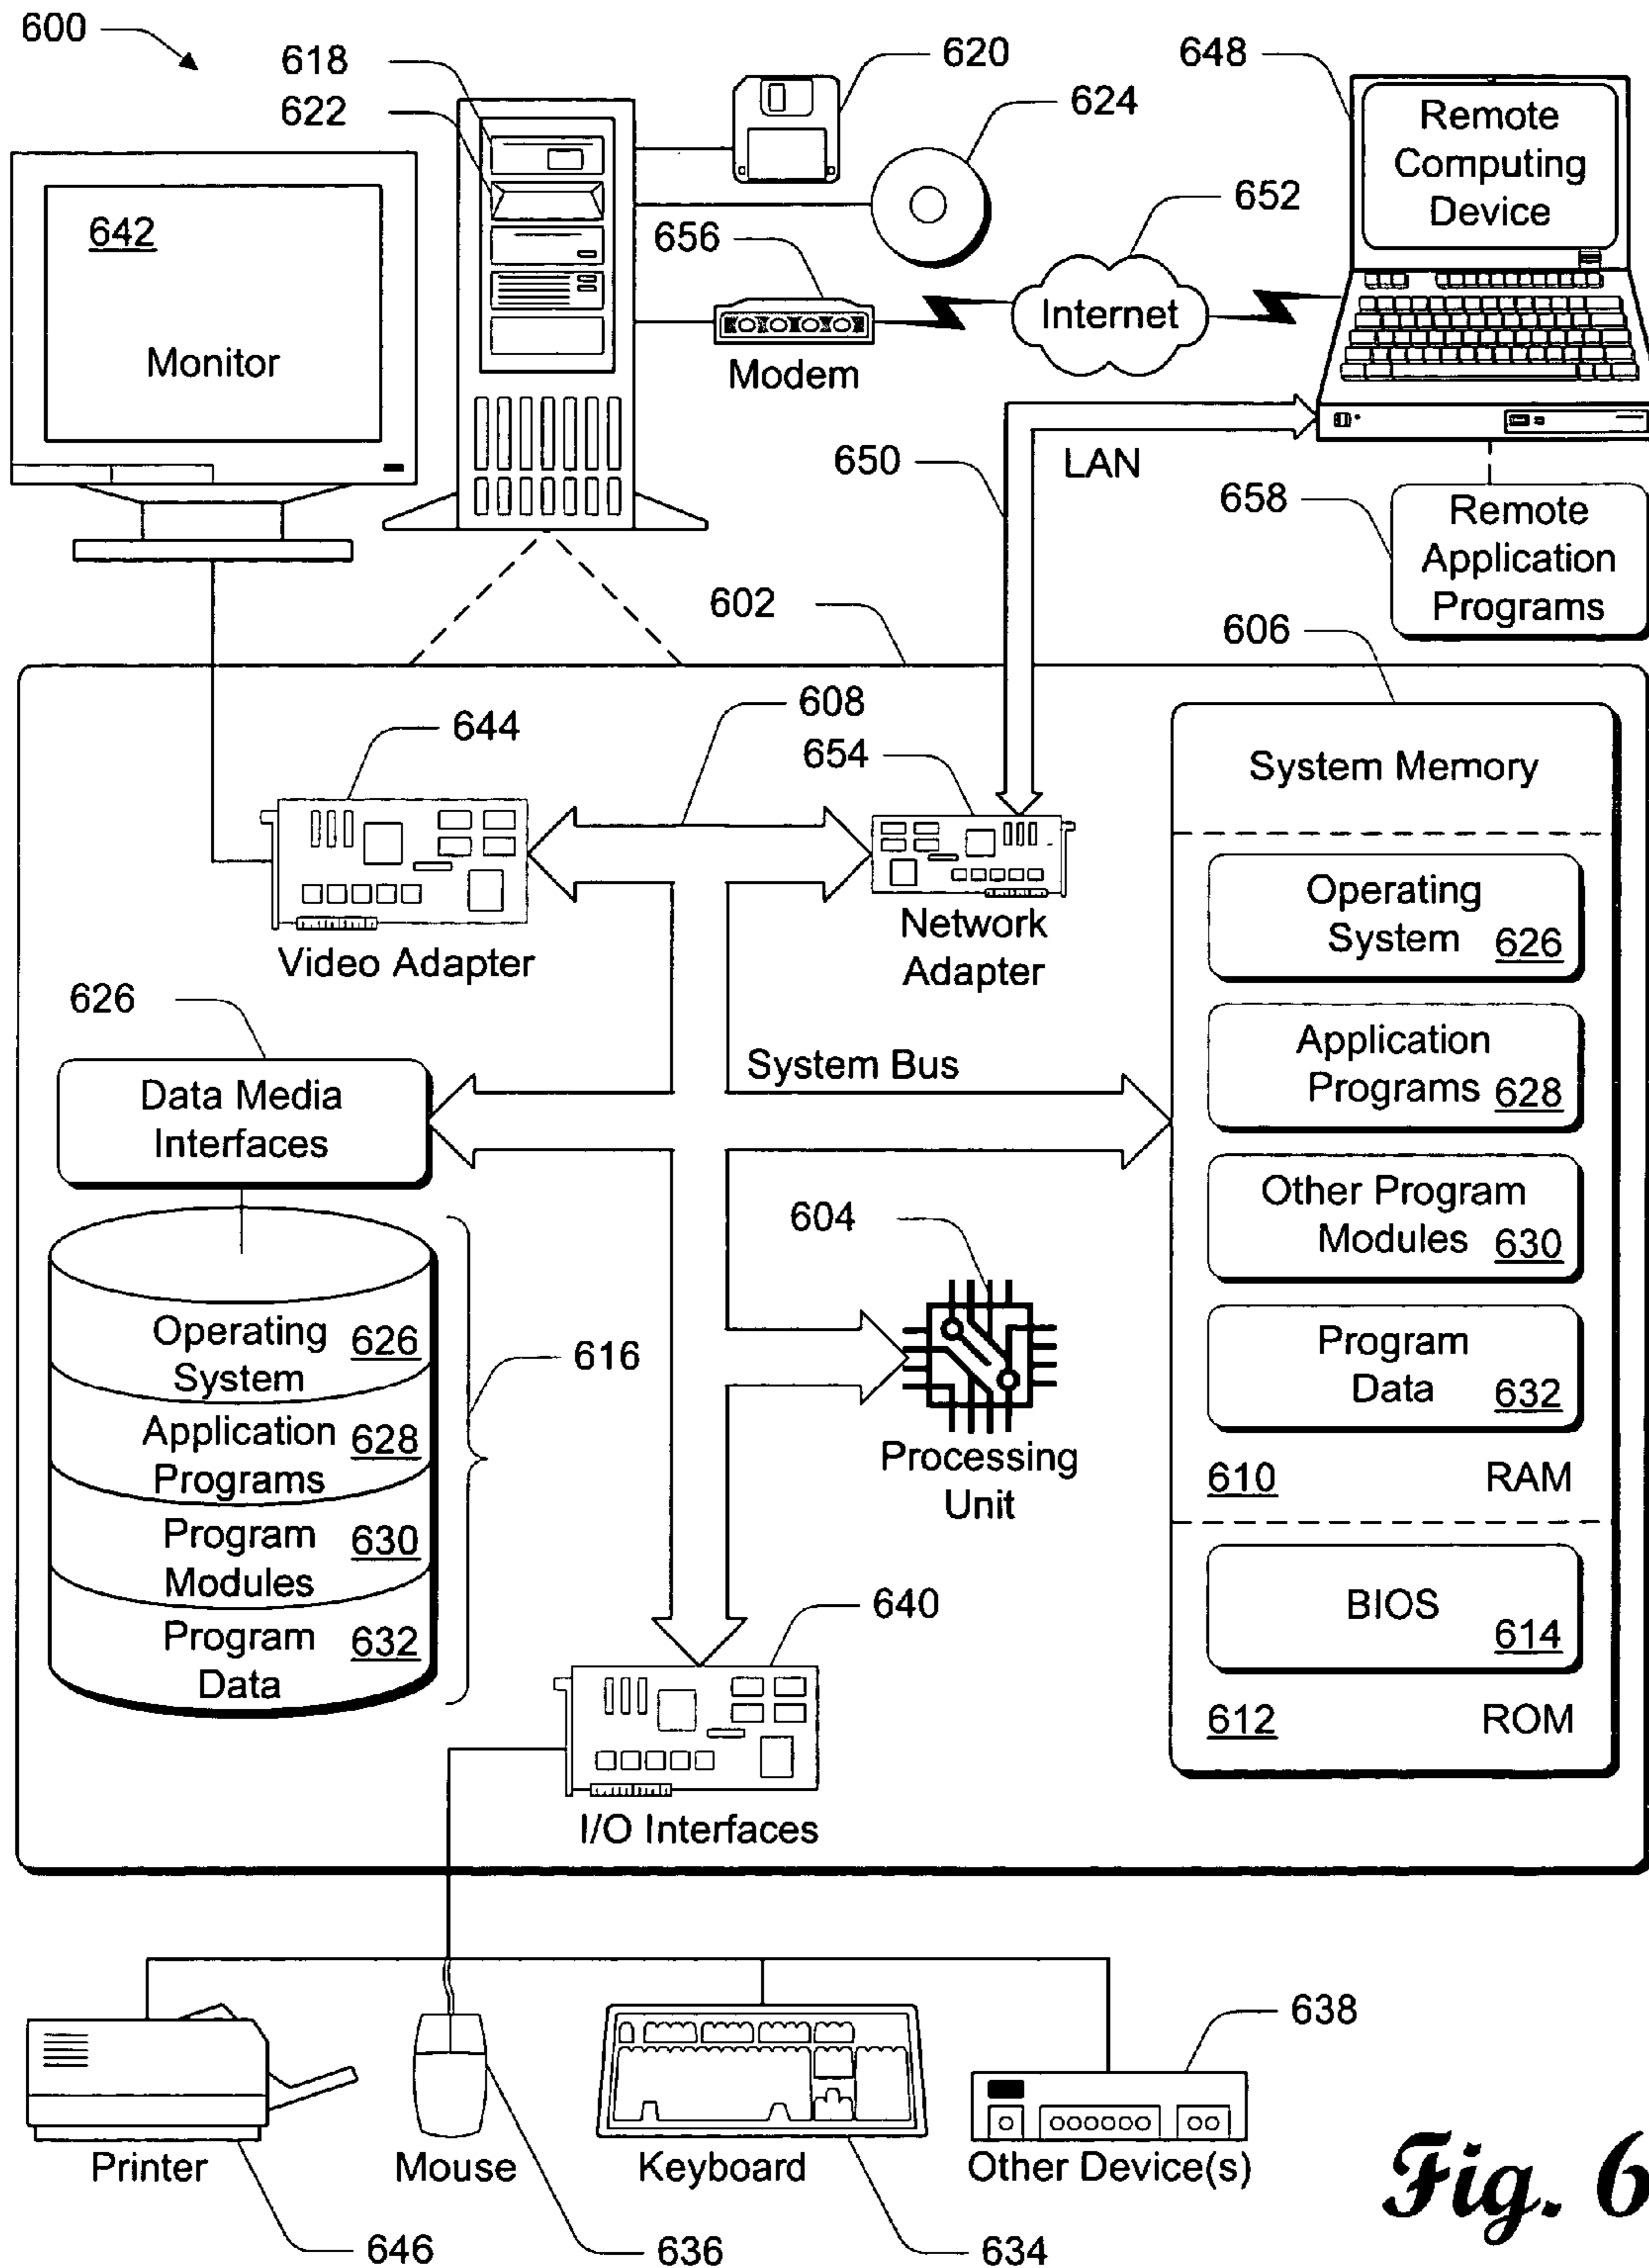 600
618
622
620
624
648
Remote
Computing
Device
652
656
642
Monitor
Internet
Modem
650
LAN
658
Remote
Application
Programs
602
606
608
644
654
System Memory
Operating
System 626
Video Adapter
Network
Adapter
626
Application
Programs 628
System Bus
Data Media
Interfaces
Other Program
Modules 630
604
Operating
System 626
616
Program
Data 632
Application
Programs 628
Processing
Unit
610 RAM
Program
Modules 630
640
BIOS
614
Program
Data 632
612 ROM
I/O Interfaces
638
Printer
Mouse
Keyboard
Other Device(s)
646
636
634
Fig. 6